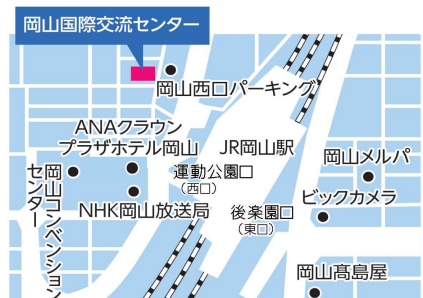 岡山国際交流センター
岡山西口パーキング
ANAクラウン
プラザホテル岡山
JR岡山駅
運動公園口
(西口)
岡山メルパ
ビックカメラ
NHK岡山放送局
後楽園口
(東口)
岡山コンベンション
センター
岡山髙島屋